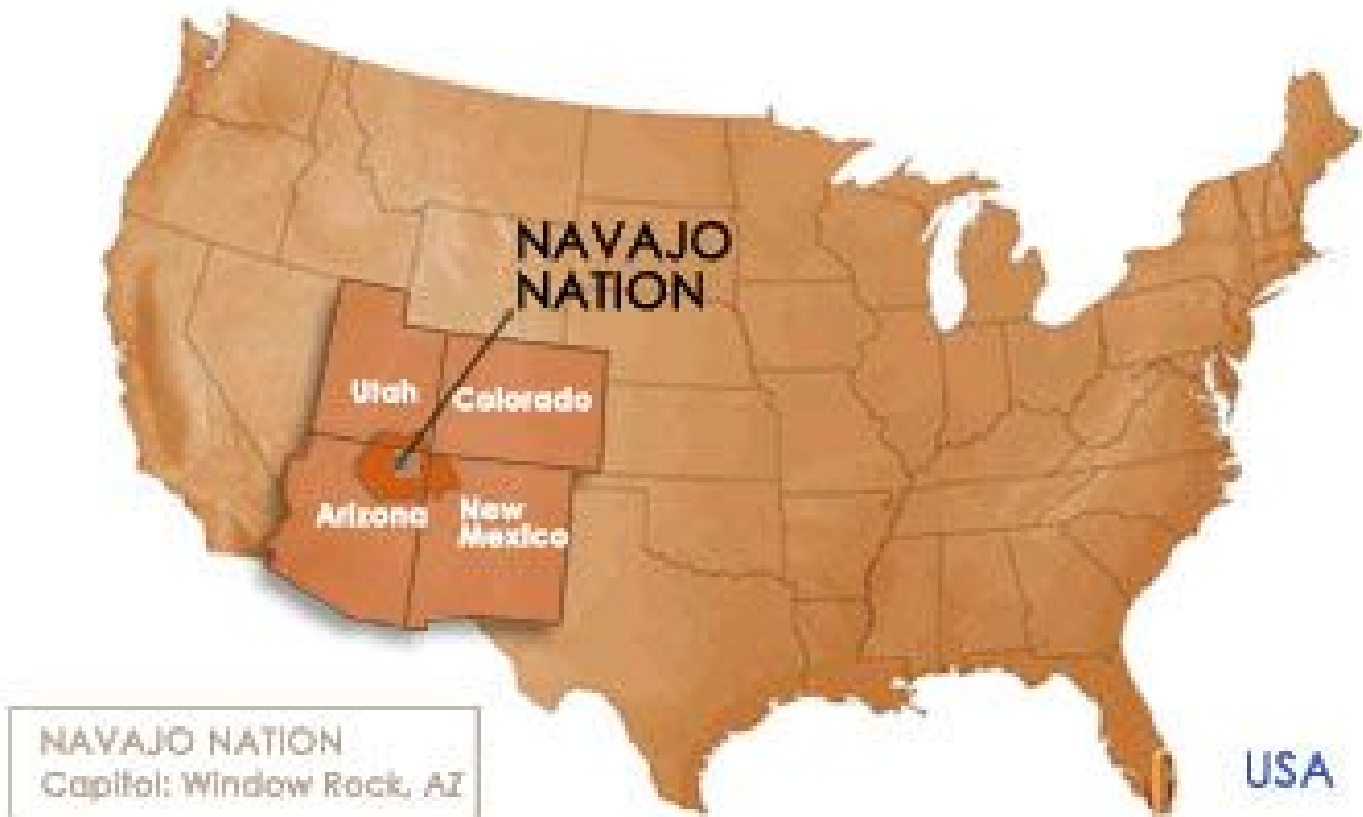 NAVAJO
NATION
Utah
Colorado
Arizona
New
Mexico
NAVAJO NATION
Capitol: Window Rock, AZ
USA